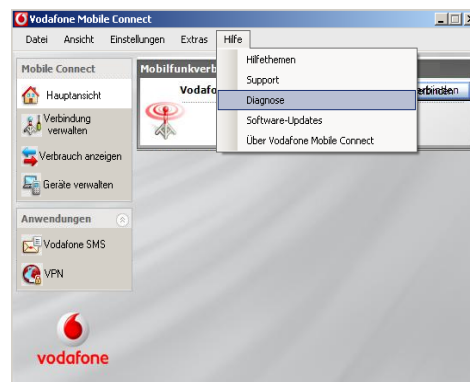 Vodafone Mobile Connect
Datei Ansicht Einstellungen Extras Hilfe
Hilfethemen
Support
Diagnose
Software-Updates
Über Vodafone Mobile Connect
Mobile Connect
Hauptansicht
Verbindung
verwalten
Verbrauch anzeigen
Geräte verwalten
Anwendungen
Vodafone SMS
VPN
vodafone